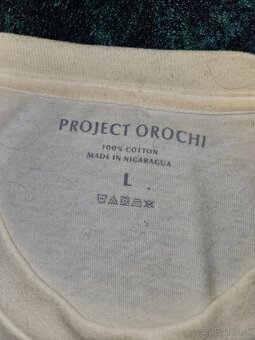 PROJECT OROCHI
100% COTTON
MADE IN NICARAGUA
L